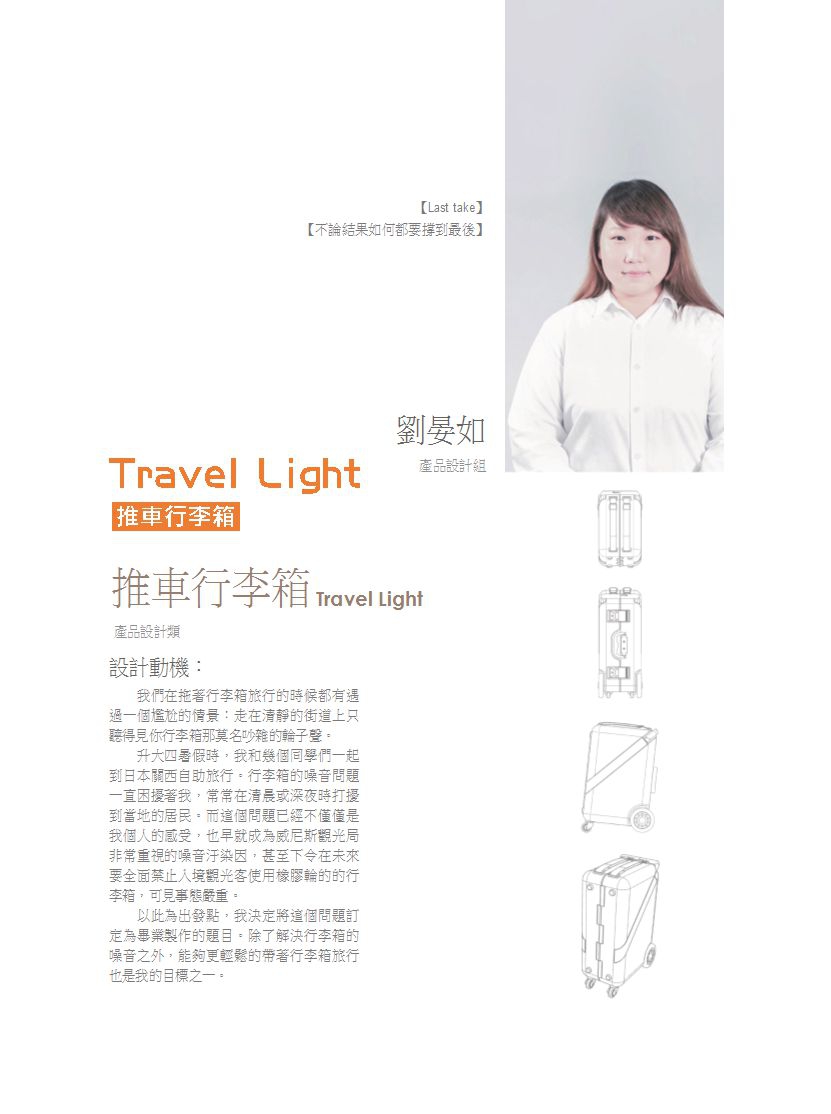 【Last take】
【不論結果如何都要撐到最後】
劉晏如
產品設計組
Travel Light
推車行李箱
推車行李箱 Travel Light
產品設計類
設計動機：
我們在拖著行李箱旅行的時候都有遇
過一個尷尬的情景：走在清靜的街道上只
聽得見你行李箱那莫名吵雜的輪子聲。
升大四暑假時，我和幾個同學們一起
到日本關西自助旅行。行李箱的噪音問題
一直困擾著我，常常在清晨或深夜時打擾
到當地的居民。而這個問題已經不僅僅是
我個人的感受，也早就成為威尼斯觀光局
非常重視的噪音汙染因，甚至下令在未來
要全面禁止入境觀光客使用橡膠輪的的行
李箱，可見事態嚴重。
以此為出發點，我決定將這個問題訂
定為畢業製作的題目。除了解決行李箱的
噪音之外，能夠更輕鬆的帶著行李箱旅行
也是我的目標之一。